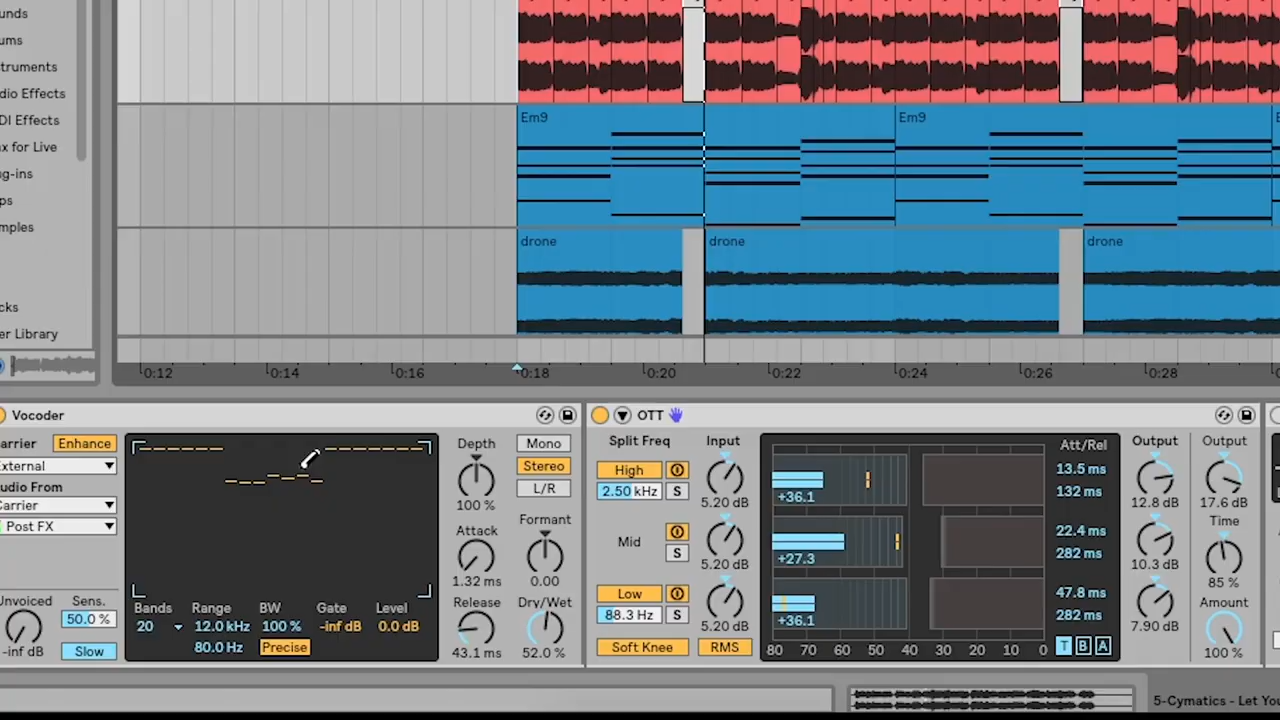 unds
ums
truments
dio Effects
DI Effects
x for Live
g-ins
ps
mples
cks
er Library
Em9
Em9
drone
drone
drone
0:12
0:14
0:16
0:18
0:20
0:22
0:24
0:26
0:28
Vocoder
arrier
Enhance
External
Audio From
Carrier
Post FX
Unvoiced
-inf dB
Sens.
50.0 %
Slow
Bands
Range
BW
Gate
Level
20
12.0 kHz
100 %
-inf dB
0.0 dB
80.0 Hz
Precise
Depth
100 %
Attack
1.32 ms
Release
43.1 ms
Mono
Stereo
L/R
Formant
0.00
Dry/Wet
52.0 %
OTT
Split Freq
High
2.50 kHz
S
Mid
S
Low
88.3 Hz
S
Soft Knee
Input
5.20 dB
5.20 dB
5.20 dB
RMS
+36.1
+27.3
+36.1
80 70 60 50 40 30 20 10 0
Att/Rel
13.5 ms
132 ms
22.4 ms
282 ms
47.8 ms
282 ms
T B A
Output
12.8 dB
10.3 dB
7.90 dB
Output
17.6 dB
Time
85 %
Amount
100 %
5-Cymatics - Let You